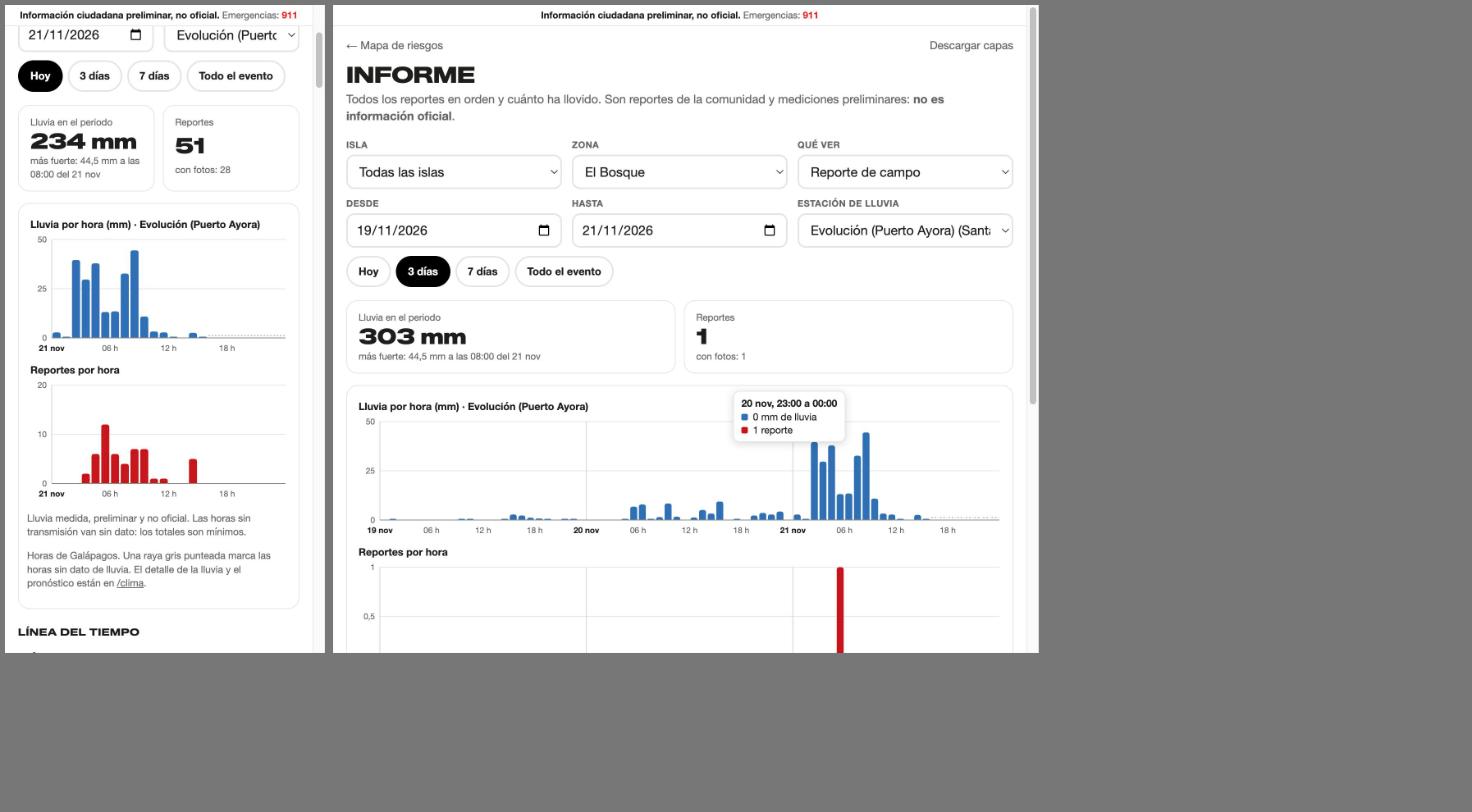 Información ciudadana preliminar, no oficial. Emergencias: 911
21/11/2026
Evolución (Puerto
Hoy
3 días
7 días
Todo el evento
Lluvia en el periodo
234 mm
más fuerte: 44,5 mm a las
08:00 del 21 nov
Reportes
51
con fotos: 28
Lluvia por hora (mm) · Evolución (Puerto Ayora)
50
25
0
21 nov
06 h
12 h
18 h
Reportes por hora
20
10
0
21 nov
06 h
12 h
18 h
Lluvia medida, preliminar y no oficial. Las horas sin
transmisión van sin dato: los totales son mínimos.
Horas de Galápagos. Una raya gris punteada marca las
horas sin dato de lluvia. El detalle de la lluvia y el
pronóstico están en /clima.
LÍNEA DEL TIEMPO
Información ciudadana preliminar, no oficial. Emergencias: 911
← Mapa de riesgos
Descargar capas
INFORME
Todos los reportes en orden y cuánto ha llovido. Son reportes de la comunidad y mediciones preliminares: no es
información oficial.
ISLA
ZONA
QUÉ VER
Todas las islas
El Bosque
Reporte de campo
DESDE
HASTA
ESTACIÓN DE LLUVIA
19/11/2026
21/11/2026
Evolución (Puerto Ayora) (Santa
Hoy
3 días
7 días
Todo el evento
Lluvia en el periodo
303 mm
más fuerte: 44,5 mm a las 08:00 del 21 nov
Reportes
1
con fotos: 1
Lluvia por hora (mm) · Evolución (Puerto Ayora)
20 nov, 23:00 a 00:00
0 mm de lluvia
1 reporte
50
25
0
19 nov
06 h
12 h
18 h
20 nov
06 h
12 h
18 h
21 nov
06 h
12 h
18 h
Reportes por hora
1
0,5